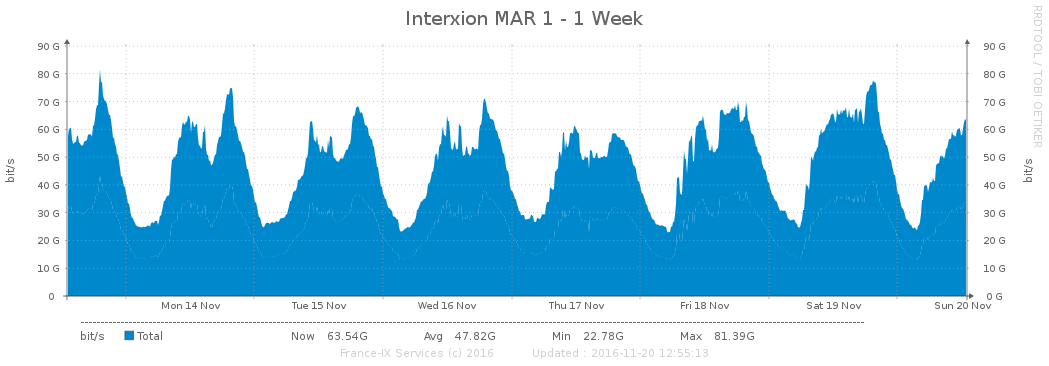 Interxion MAR 1 - 1 Week
RRDTOOL / TOBI OETIKER
90 G 90 G
80 G 80 G
70 G 70 G
60 G 60 G
50 G 50 G
40 G 40 G
30 G 30 G
20 G 20 G
10 G 10 G
0 0 G
bit/s
bit/s
Mon 14 Nov Tue 15 Nov Wed 16 Nov Thu 17 Nov Fri 18 Nov Sat 19 Nov Sun 20 Nov
bit/s Total Now 63.54G Avg 47.82G Min 22.78G Max 81.39G
France-IX Services (c) 2016 Updated : 2016-11-20 12:55:13